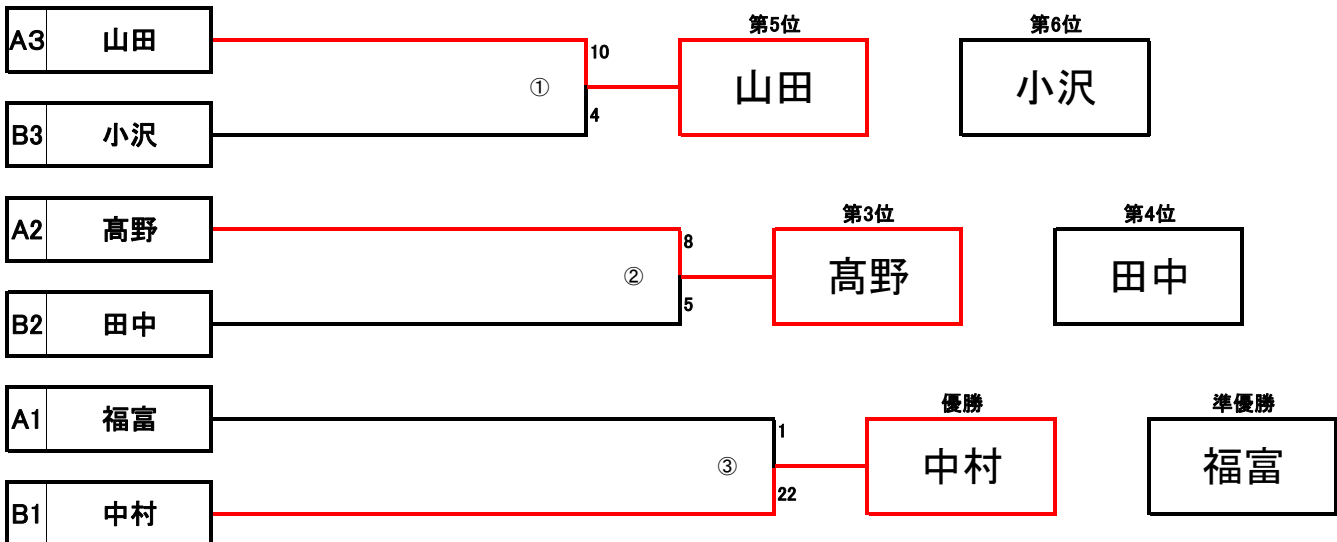 第5位 第6位
A3 山田 10
① 山田 小沢
B3 小沢 4
第3位 第4位
A2 髙野 8
② 髙野 田中
B2 田中 5
優勝 準優勝
A1 福富 1
③ 中村 福富
B1 中村 22